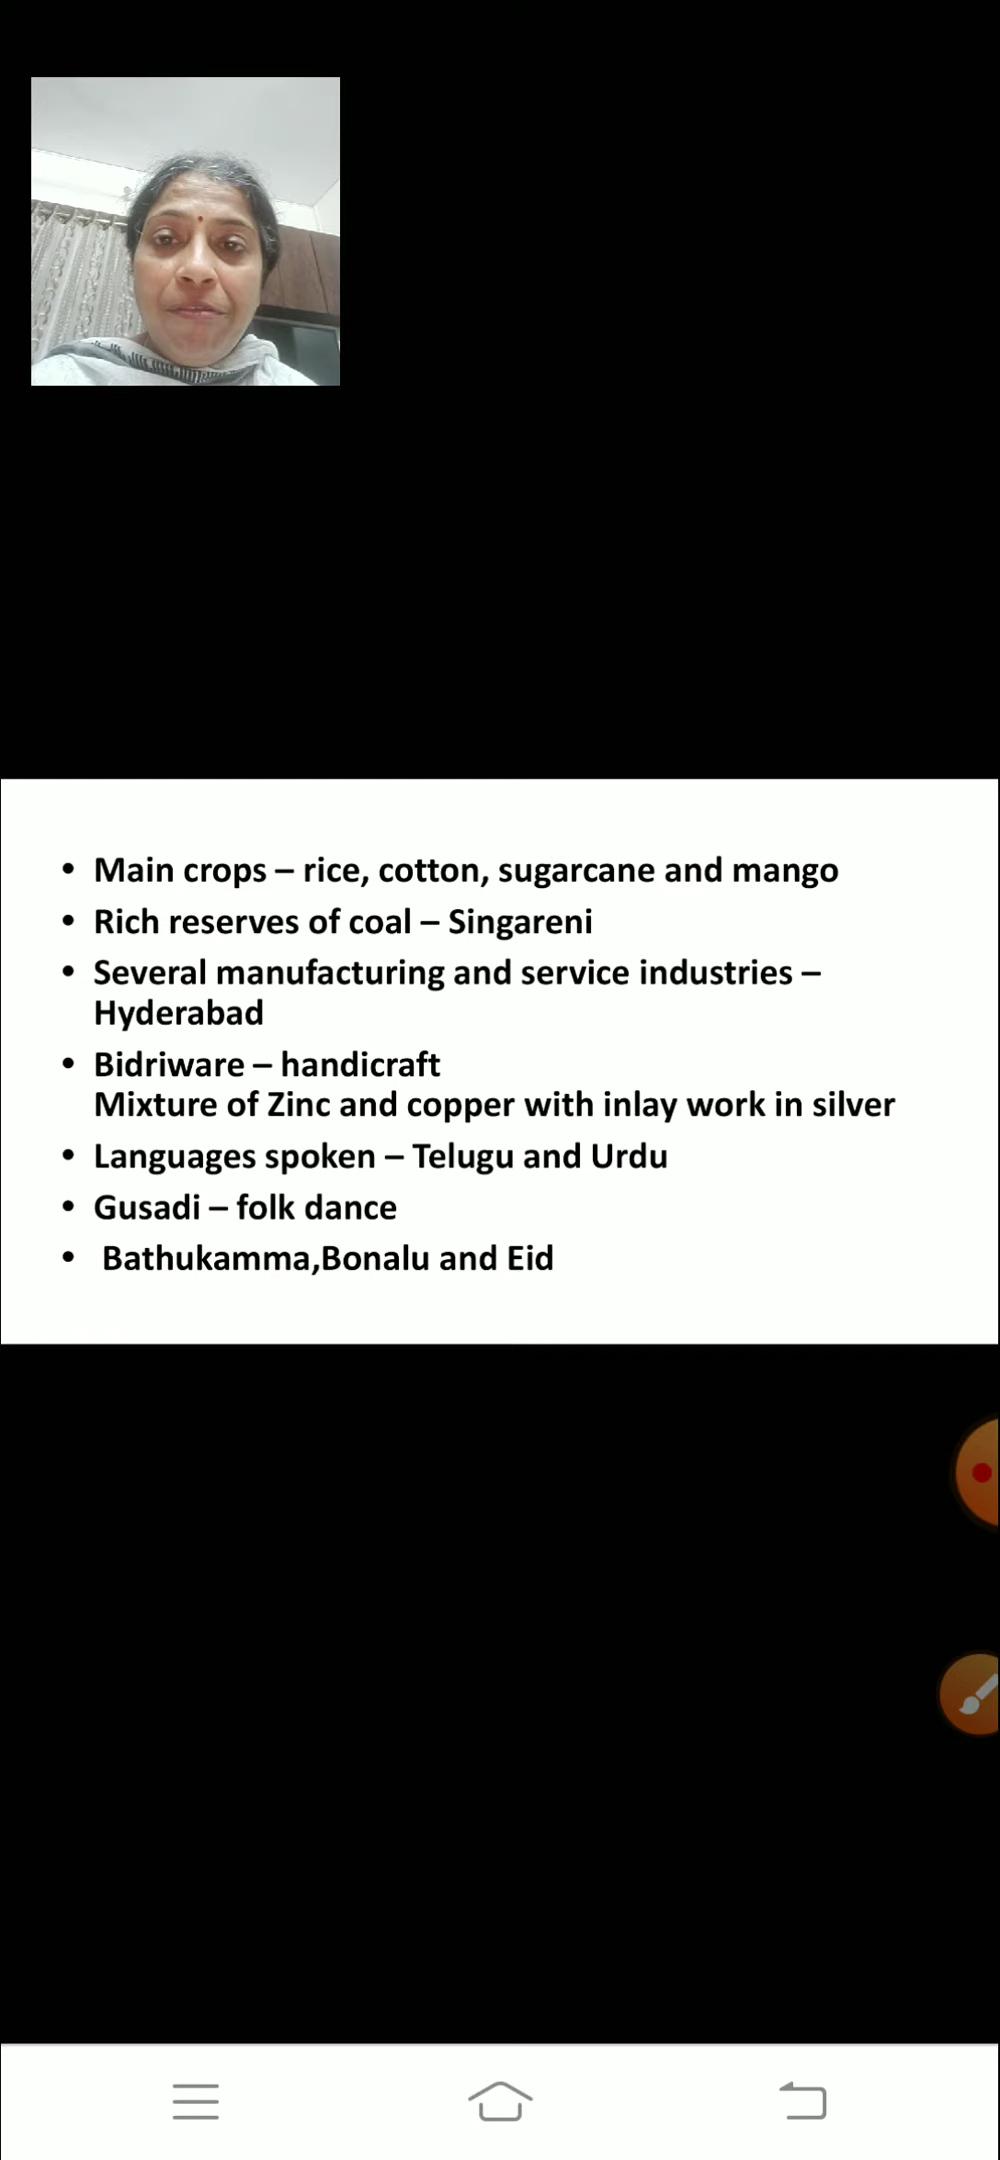 • Main crops – rice, cotton, sugarcane and mango
• Rich reserves of coal – Singareni
• Several manufacturing and service industries –
Hyderabad
• Bidriware – handicraft
Mixture of Zinc and copper with inlay work in silver
• Languages spoken – Telugu and Urdu
• Gusadi – folk dance
• Bathukamma,Bonalu and Eid